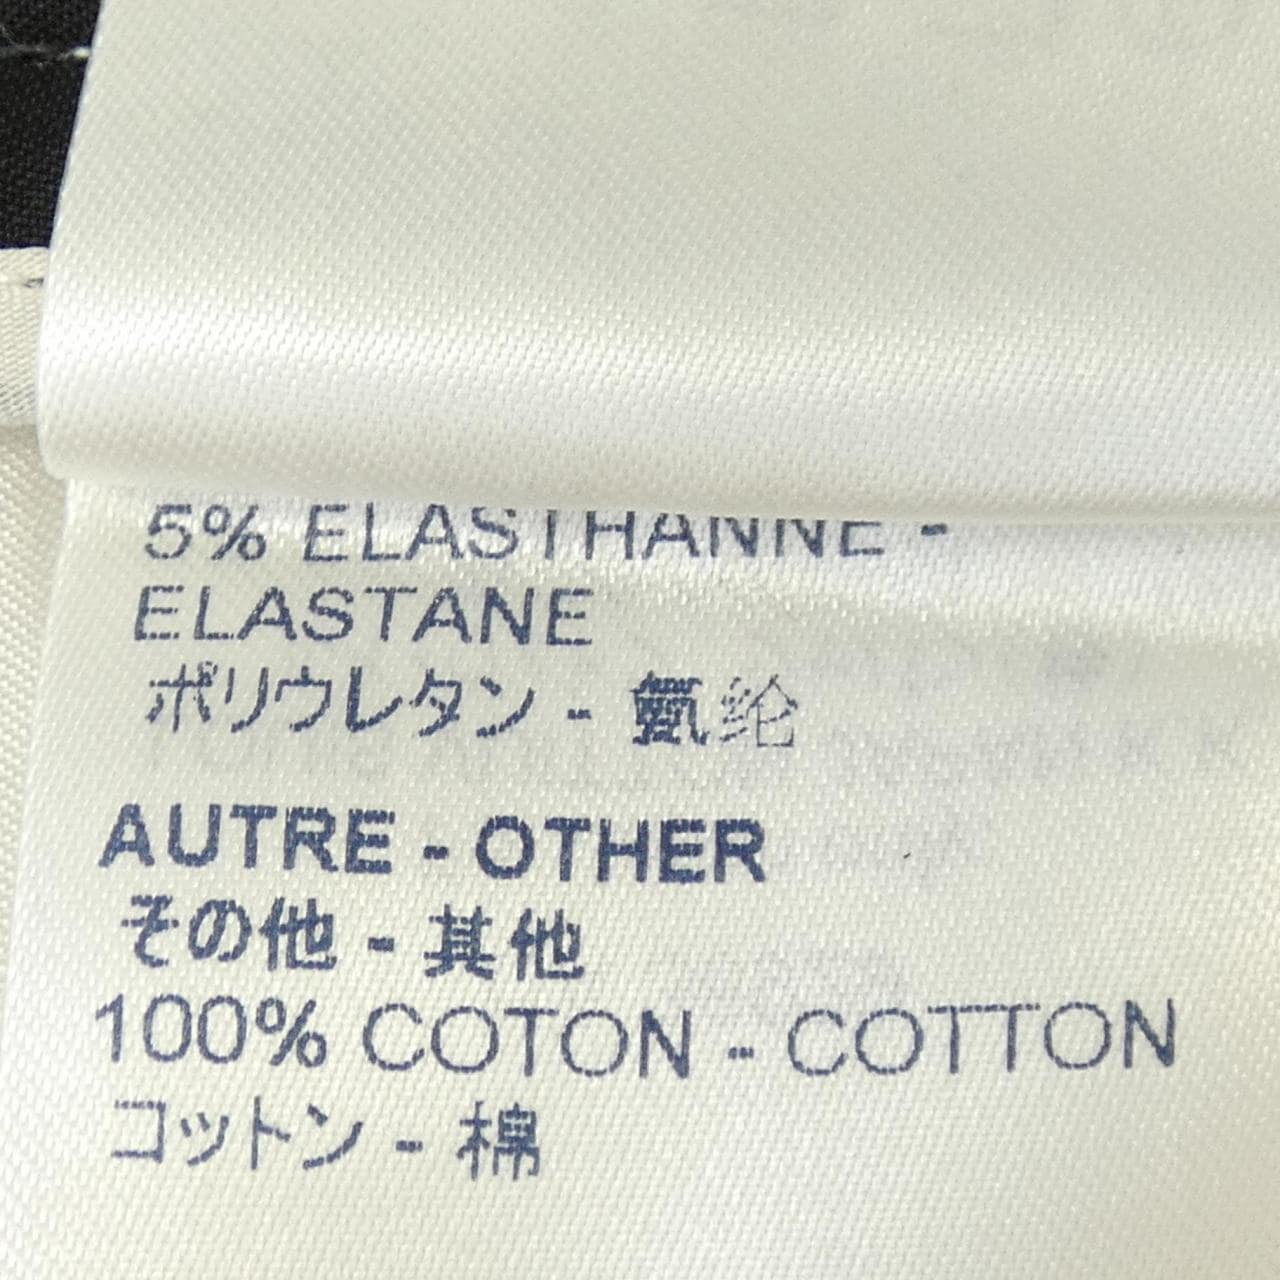 5% ELASTHANNE -
ELASTANE
ポリウレタン - 氨纶
AUTRE - OTHER
その他 - 其他
100% COTON - COTTON
コットン - 棉